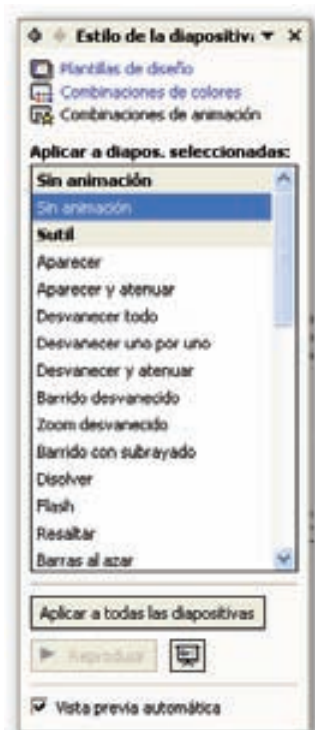 Estilo de la diapositiva
Plantillas de diseño
Combinaciones de colores
Combinaciones de animación
Aplicar a diapos. seleccionadas:
Sin animación
Sin animación
Sutil
Aparecer
Aparecer y atenuar
Desvanecer todo
Desvanecer uno por uno
Desvanecer y atenuar
Barrido desvanecido
Zoom desvanecido
Barrido con subrayado
Disolver
Flash
Resaltar
Barras al azar
Aplicar a todas las diapositivas
Reproducir
Vista previa automática